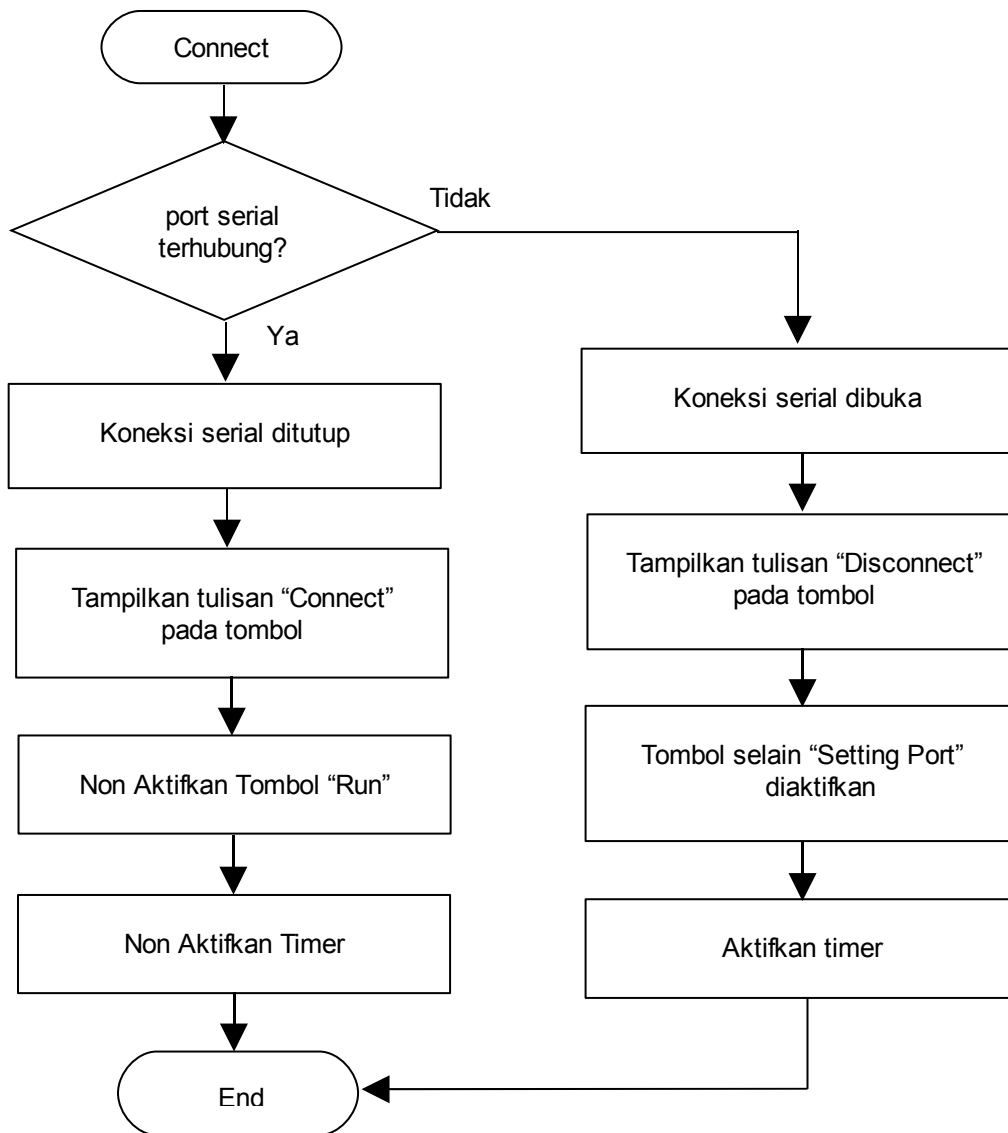 Connect
Tidak
port serial
terhubung?
Ya
Koneksi serial ditutup
Koneksi serial dibuka
Tampilkan tulisan “Connect”
pada tombol
Tampilkan tulisan “Disconnect”
pada tombol
Non Aktifkan Tombol “Run”
Tombol selain “Setting Port”
diaktifkan
Non Aktifkan Timer
Aktifkan timer
End